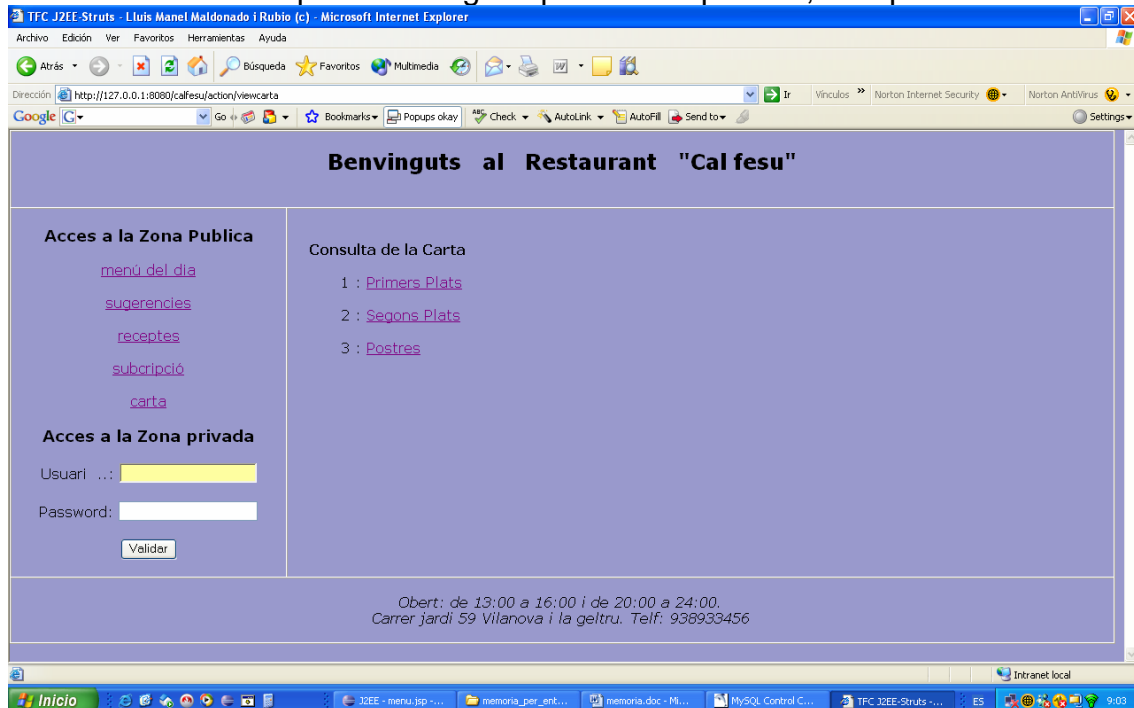 TFC J2EE-Struts - Lluis Manel Maldonado i Rubio (c) - Microsoft Internet Explorer
Archivo Edición Ver Favoritos Herramientas Ayuda
Atrás Búsqueda Favoritos Multimedia
Dirección http://127.0.0.1:8080/calfesu/action/viewcarta Ir Vínculos » Norton Internet Security Norton AntiVirus
Google G Go Bookmarks Popups okay Check AutoLink AutoFill Send to Settings
Benvinguts al Restaurant "Cal fesu"
Acces a la Zona Publica
menú del dia
sugerencies
receptes
subcripció
carta
Acces a la Zona privada
Usuari ..:
Password:
Validar
Consulta de la Carta
1 : Primers Plats
2 : Segons Plats
3 : Postres
Obert: de 13:00 a 16:00 i de 20:00 a 24:00.
Carrer jardi 59 Vilanova i la geltru. Telf: 938933456
Intranet local
Inicio J2EE - menu.jsp -... memoria_per_ent... memoria.doc - Mi... MySQL Control C... TFC J2EE-Struts -... ES 9:03